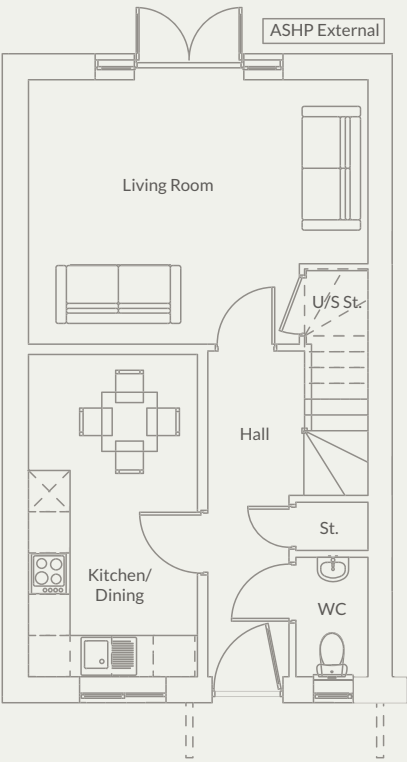 ASHP External
Living Room
U/S St.
Hall
St.
Kitchen/
Dining
WC